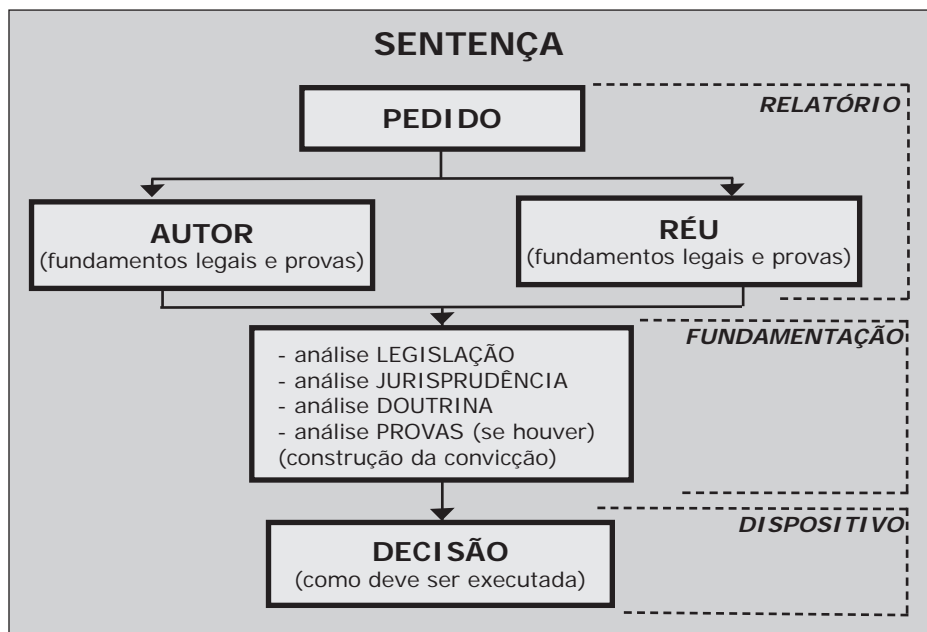 SENTENÇA
RELATÓRIO
PEDIDO
AUTOR
(fundamentos legais e provas)
RÉU
(fundamentos legais e provas)
FUNDAMENTAÇÃO
- análise LEGISLAÇÃO
- análise JURISPRUDÊNCIA
- análise DOUTRINA
- análise PROVAS (se houver)
(construção da convicção)
DISPOSITIVO
DECISÃO
(como deve ser executada)